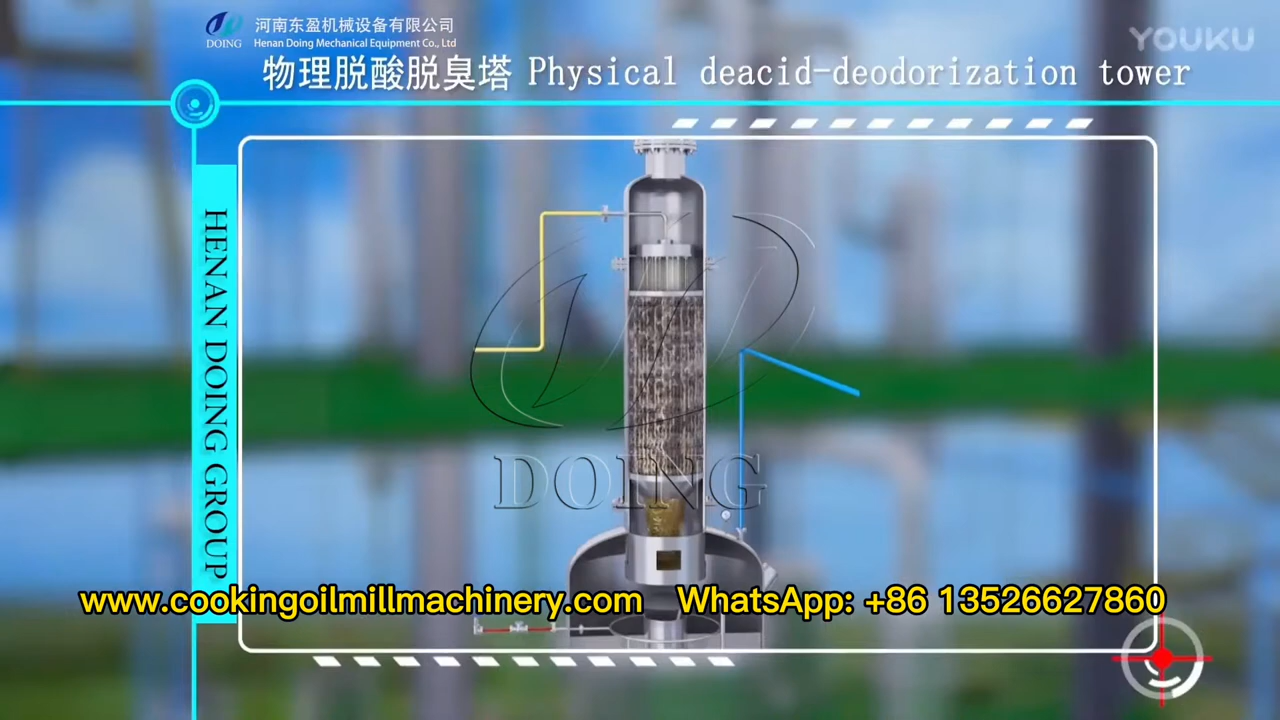 河南东盈机械设备有限公司
DOING Henan Doing Mechanical Equipment Co., Ltd
YOUKU
物理脱酸脱臭塔 Physical deacid-deodorization tower
HENAN DOING GROUP
DOING
www.cookingoilmillmachinery.com WhatsApp: +86 13526627860